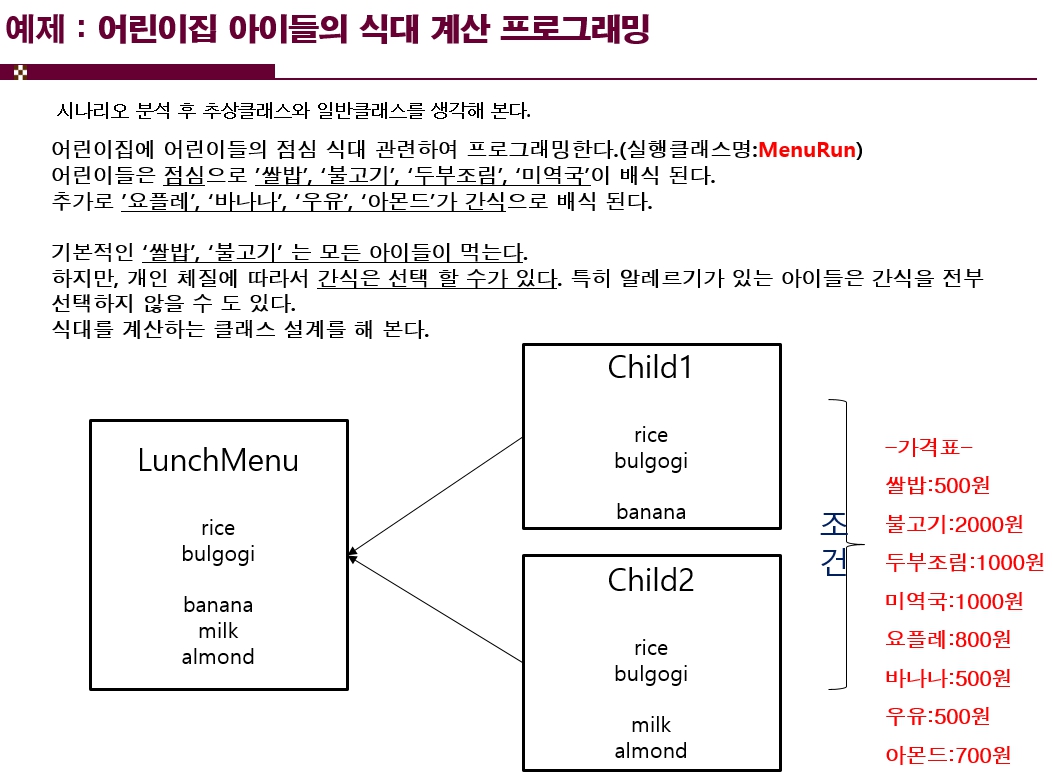 예제 : 어린이집 아이들의 식대 계산 프로그래밍
시나리오 분석 후 추상클래스와 일반클래스를 생각해 본다.
어린이집에 어린이들의 점심 식대 관련하여 프로그래밍한다.(실행클래스명:MenuRun)
어린이들은 점심으로 ’쌀밥’, ‘불고기’, ‘두부조림’, ‘미역국’이 배식 된다.
추가로 ’요플레’, ‘바나나’, ‘우유’, ‘아몬드’가 간식으로 배식 된다.
기본적인 ‘쌀밥’, ‘불고기’ 는 모든 아이들이 먹는다.
하지만, 개인 체질에 따라서 간식은 선택 할 수가 있다. 특히 알레르기가 있는 아이들은 간식을 전부
선택하지 않을 수 도 있다.
식대를 계산하는 클래스 설계를 해 본다.
LunchMenu
rice
bulgogi
banana
milk
almond
Child1
rice
bulgogi
banana
Child2
rice
bulgogi
milk
almond
조
건
-가격표-
쌀밥:500원
불고기:2000원
두부조림:1000원
미역국:1000원
요플레:800원
바나나:500원
우유:500원
아몬드:700원